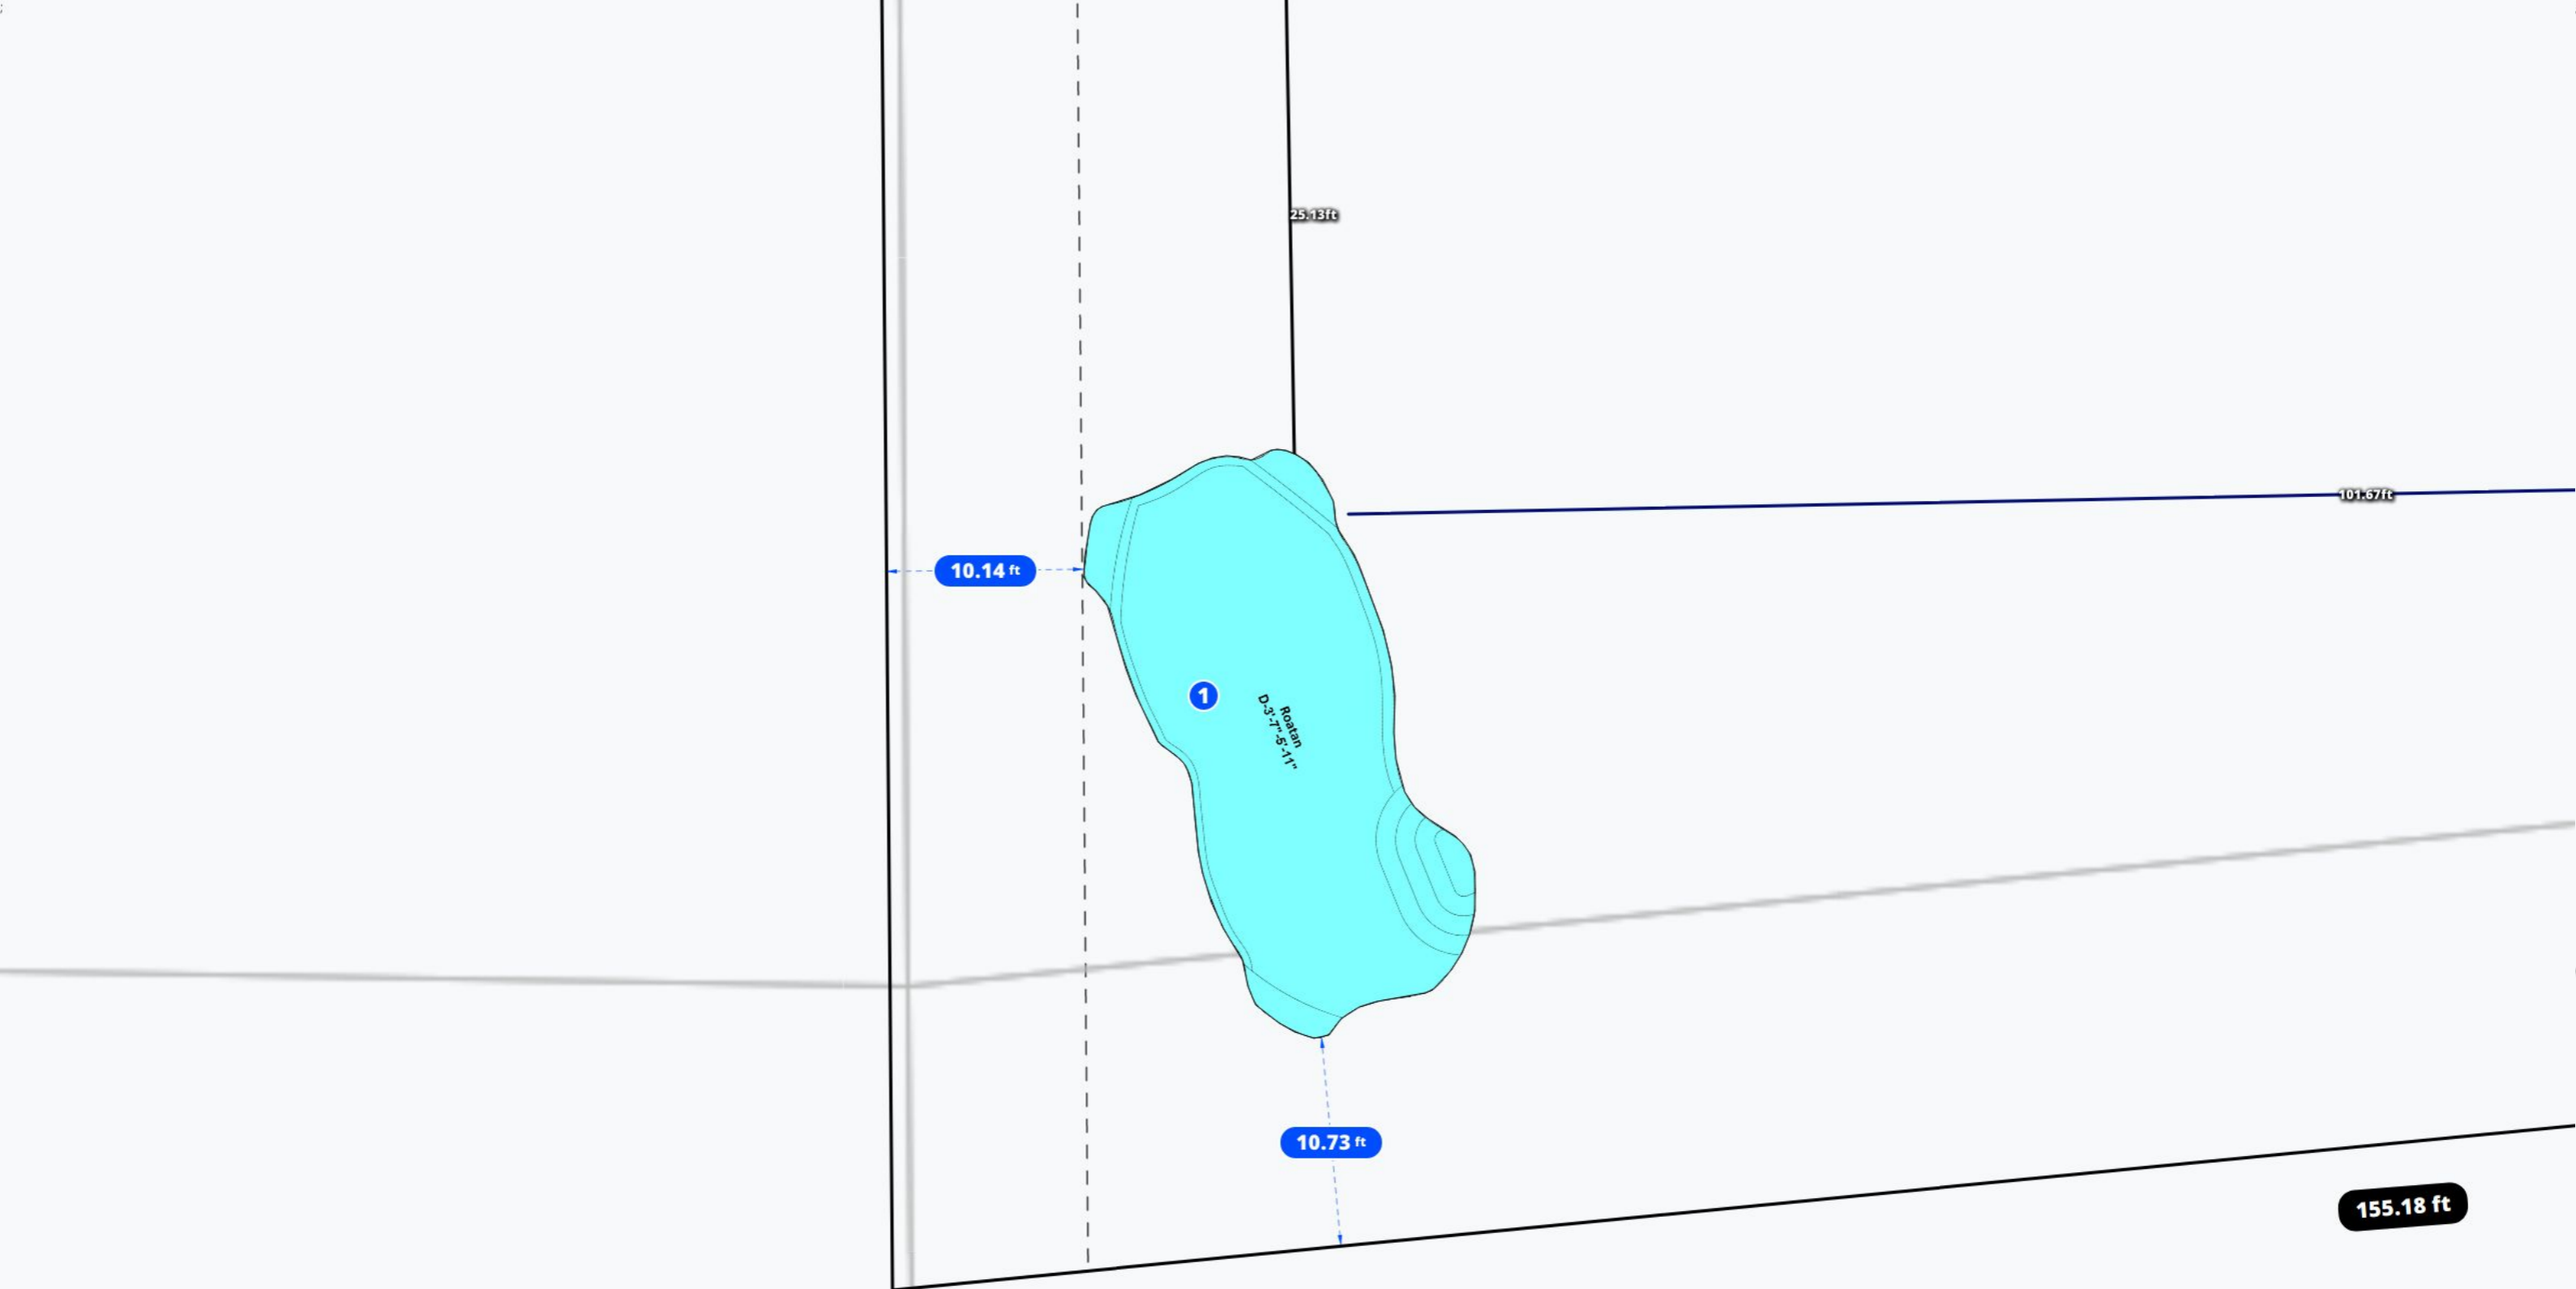 25.13ft
101.67ft
10.14 ft
1
Roatan
D-3'-7"-5'-11"
10.73 ft
155.18 ft